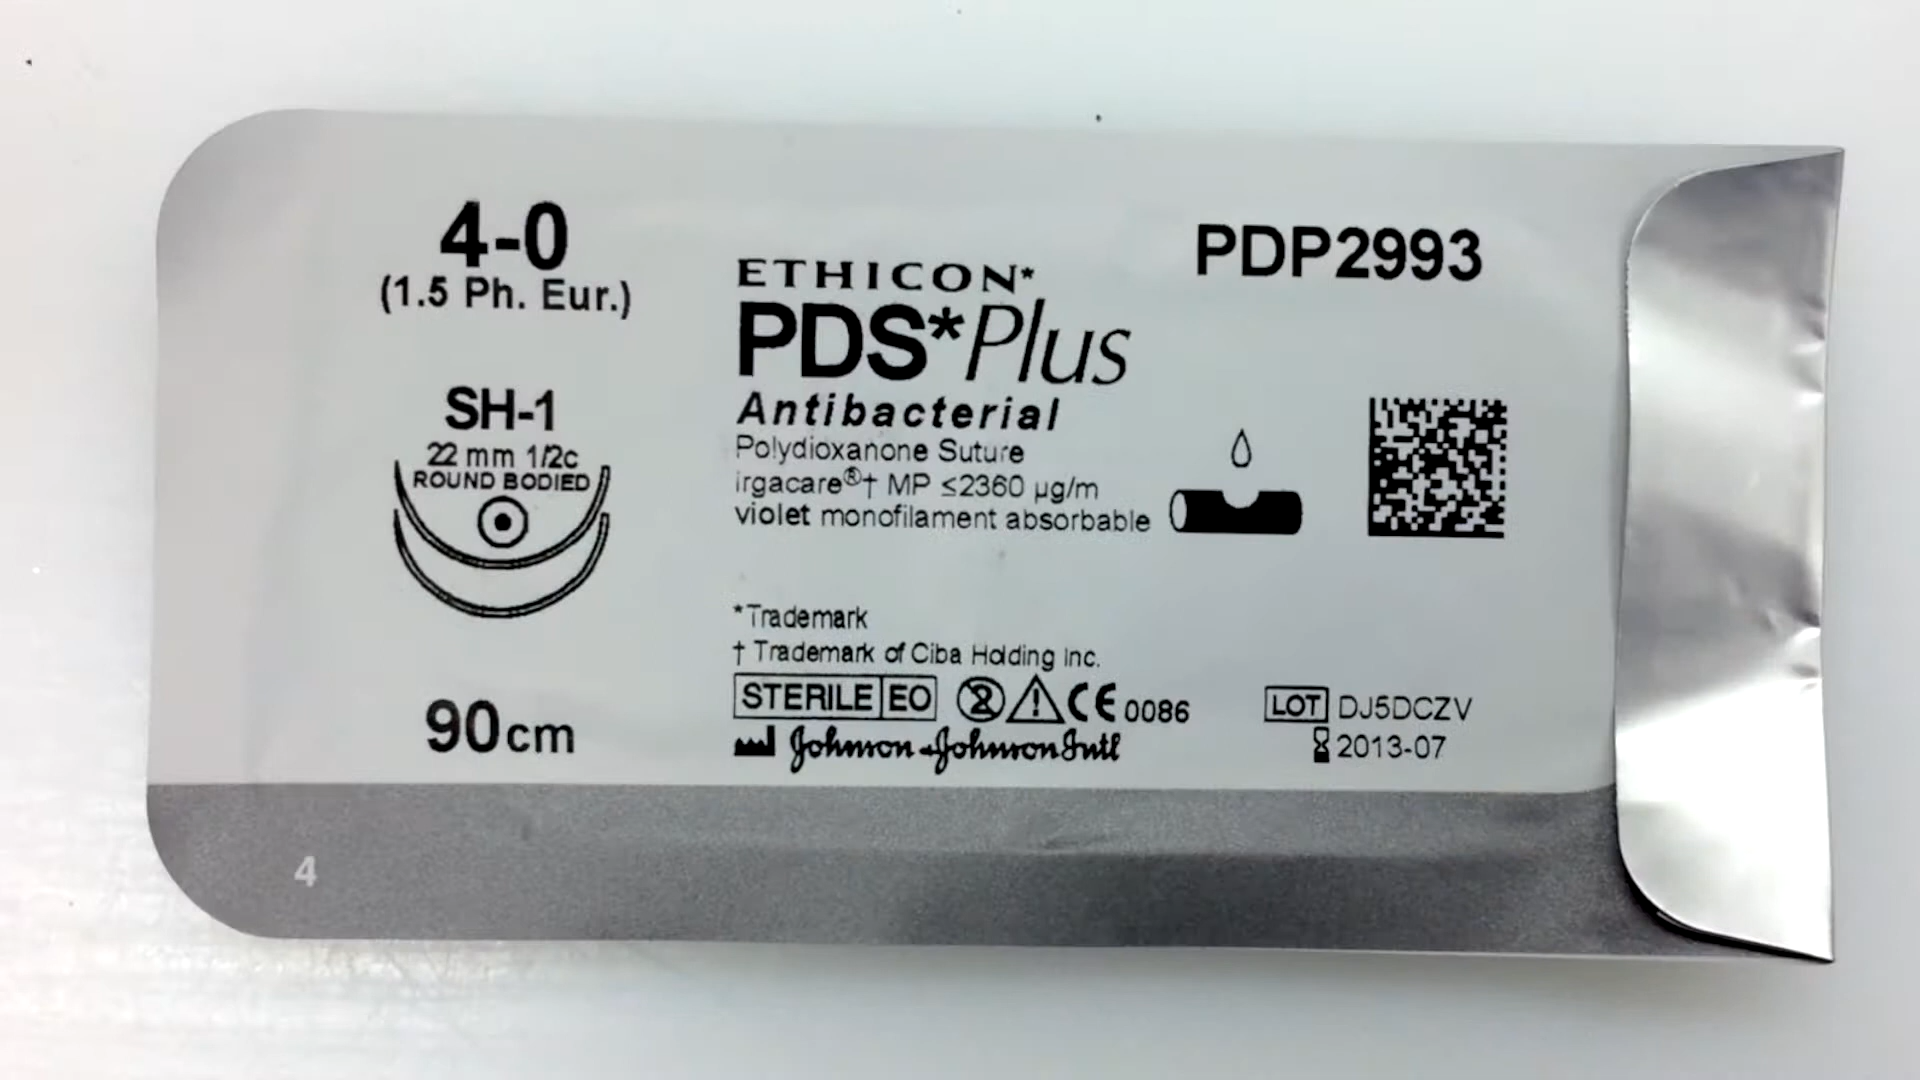 4-0
(1.5 Ph. Eur.)
SH-1
22 mm 1/2c
ROUND BODIED
90cm
ETHICON*
PDS*Plus
Antibacterial
Polydioxanone Suture
irgacare®† MP ≤2360 µg/m
violet monofilament absorbable
*Trademark
† Trademark of Ciba Holding Inc.
STERILE EO 2 CE 0086
Johnson & Johnson Intl
PDP2993
LOT DJ5DCZV
2013-07
4